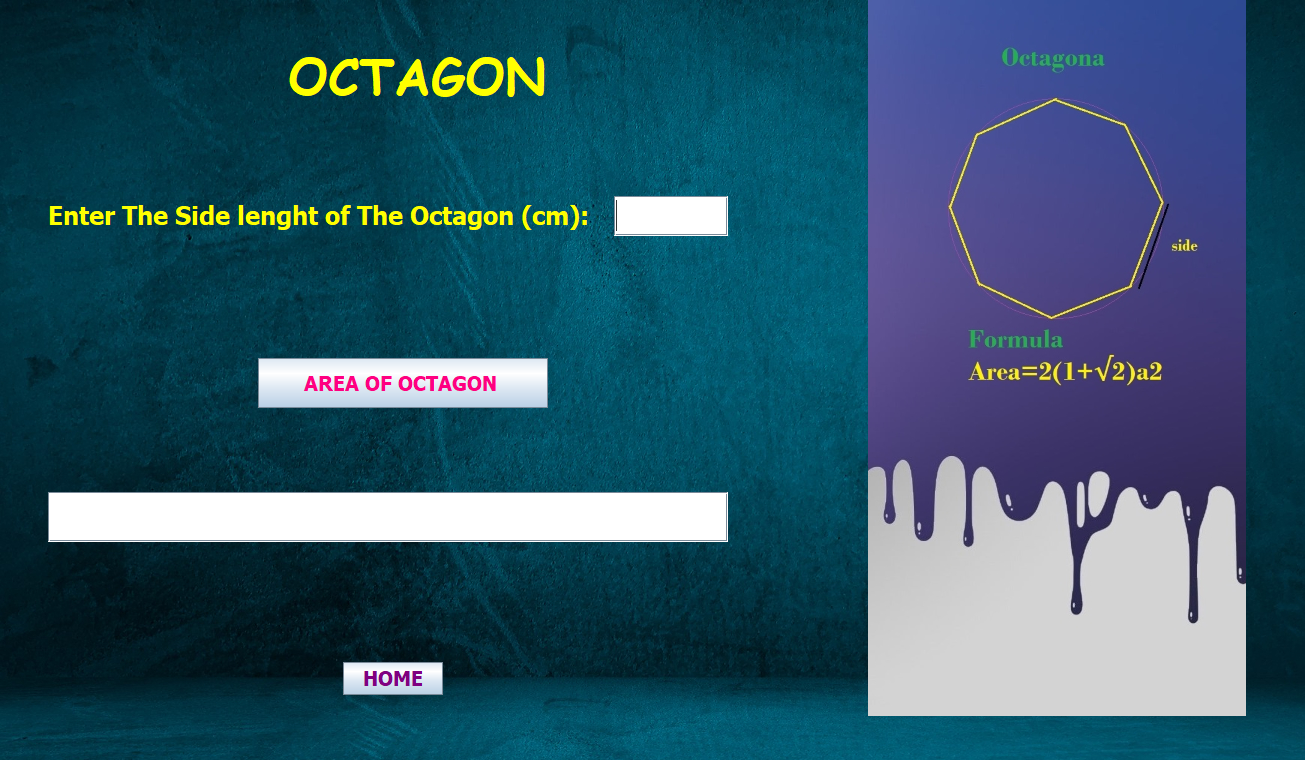 OCTAGON
Enter The Side lenght of The Octagon (cm):
AREA OF OCTAGON
HOME
Octagona
side
Formula
Area=2(1+√2)a2